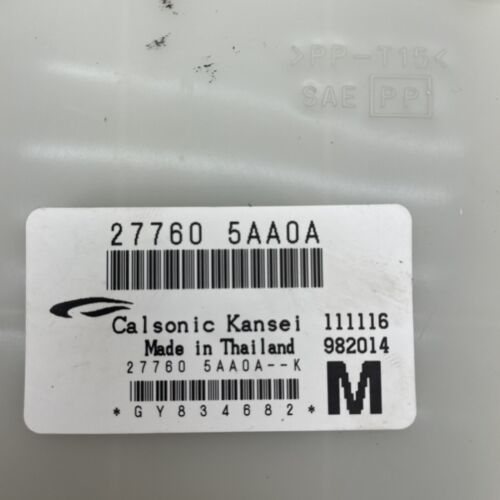 >PP-T15<
SAE PP
27760 5AA0A
Calsonic Kansei 111116
Made in Thailand 982014
27760 5AA0A--K
M
*GY834682*